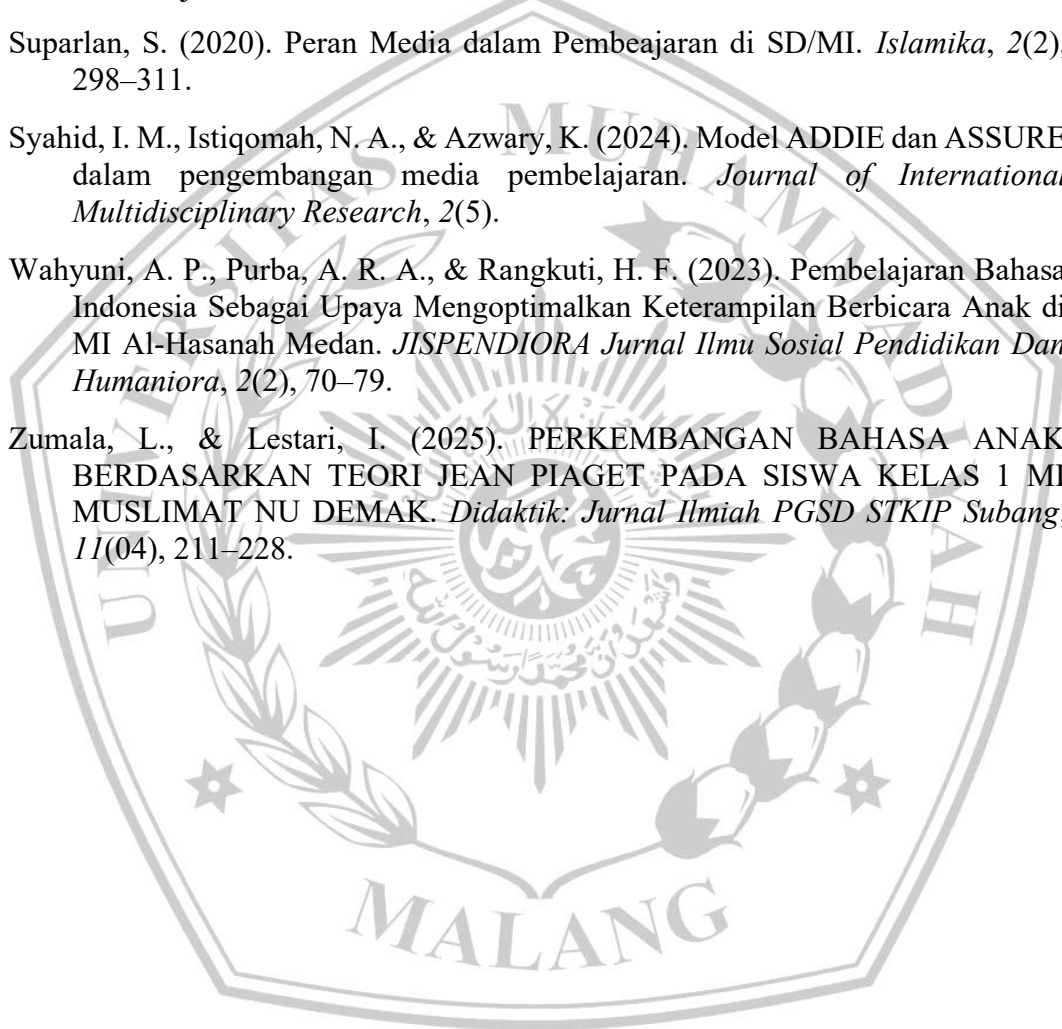 Suparlan, S. (2020). Peran Media dalam Pembeajaran di SD/MI. Islamika, 2(2),
298–311.
Syahid, I. M., Istiqomah, N. A., & Azwary, K. (2024). Model ADDIE dan ASSURE
dalam pengembangan media pembelajaran. Journal of International
Multidisciplinary Research, 2(5).
Wahyuni, A. P., Purba, A. R. A., & Rangkuti, H. F. (2023). Pembelajaran Bahasa
Indonesia Sebagai Upaya Mengoptimalkan Keterampilan Berbicara Anak di
MI Al-Hasanah Medan. JISPENDIORA Jurnal Ilmu Sosial Pendidikan Dan
Humaniora, 2(2), 70–79.
Zumala, L., & Lestari, I. (2025). PERKEMBANGAN BAHASA ANAK
BERDASARKAN TEORI JEAN PIAGET PADA SISWA KELAS 1 MI
MUSLIMAT NU DEMAK. Didaktik: Jurnal Ilmiah PGSD STKIP Subang,
11(04), 211–228.
UNIVERSITAS MUHAMMADIYAH
MALANG